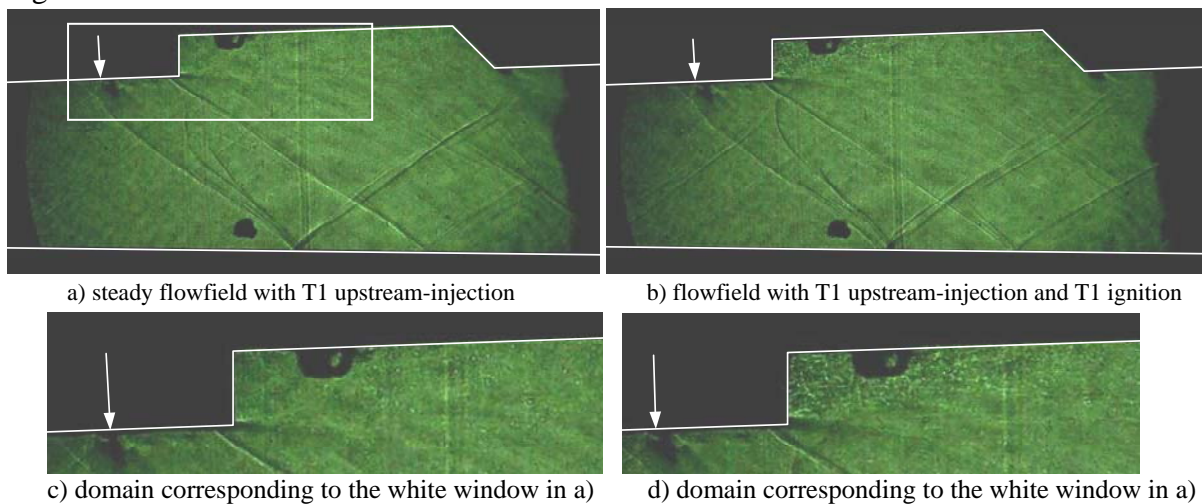 a) steady flowfield with T1 upstream-injection
b) flowfield with T1 upstream-injection and T1 ignition
c) domain corresponding to the white window in a)
d) domain corresponding to the white window in a)